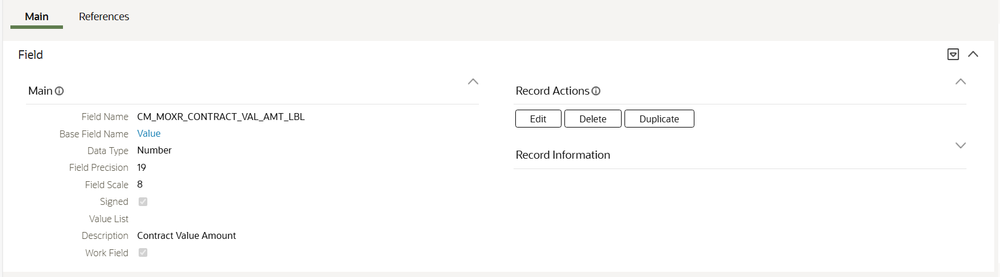 Main References
Field
Main
Field Name CM_MOXR_CONTRACT_VAL_AMT_LBL
Base Field Name Value
Data Type Number
Field Precision 19
Field Scale 8
Signed
Value List
Description Contract Value Amount
Work Field
Record Actions
Edit Delete Duplicate
Record Information